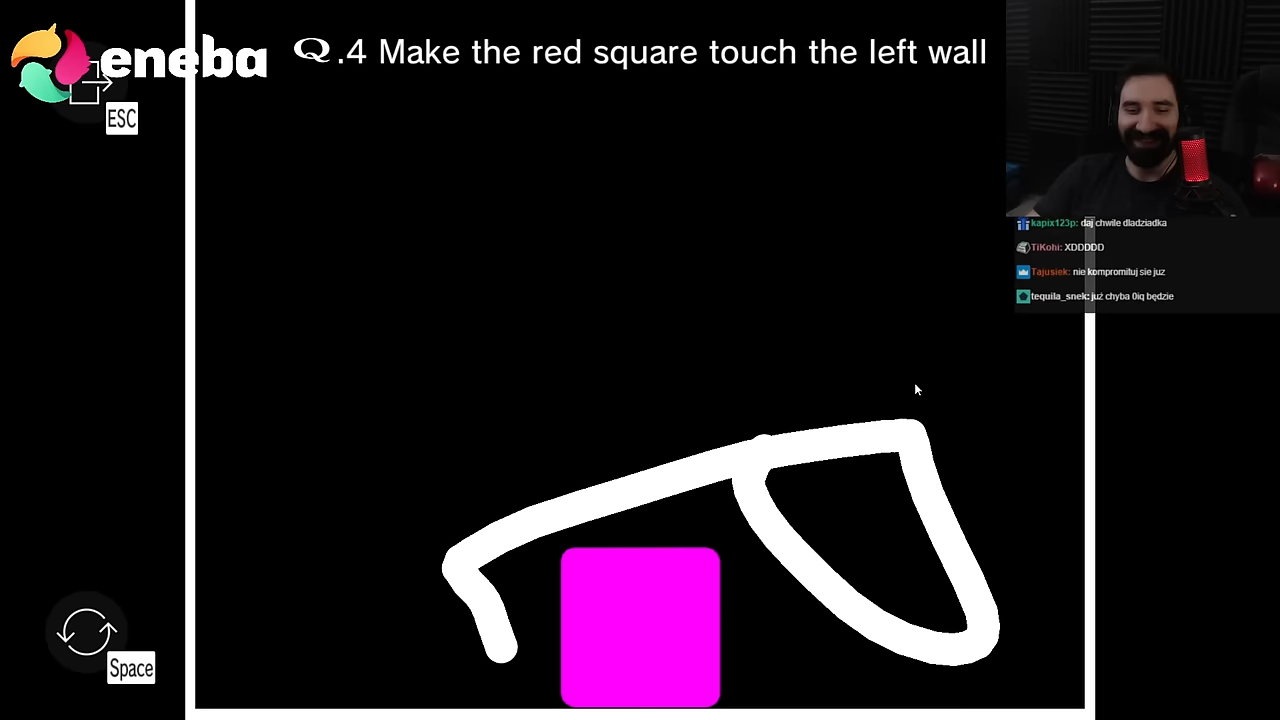 eneba
Q.4 Make the red square touch the left wall
ESC
kapix123p: daj chwile dladziadka
TiKohi: XDDDDD
Tajusiek: nie kompromituj sie juz
tequila_snek: już chyba 0iq będzie
Space